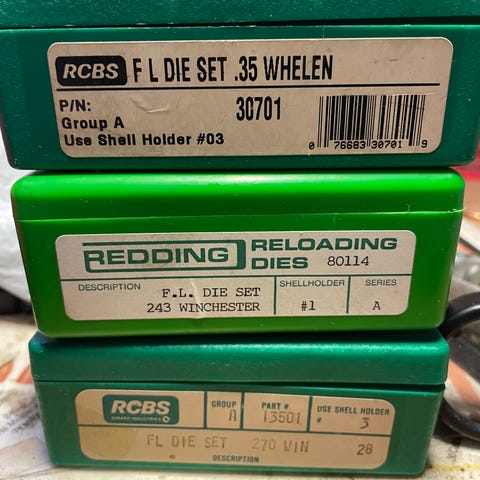 RCBS F L DIE SET .35 WHELEN
P/N: 30701
Group A
Use Shell Holder #03
0 76683 30701 9
REDDING RELOADING DIES 80114
DESCRIPTION SHELLHOLDER SERIES
F.L. DIE SET
243 WINCHESTER #1 A
RCBS GROUP PART # USE SHELL HOLDER
A 13501 # 3
FL DIE SET 270 WIN 28
DESCRIPTION